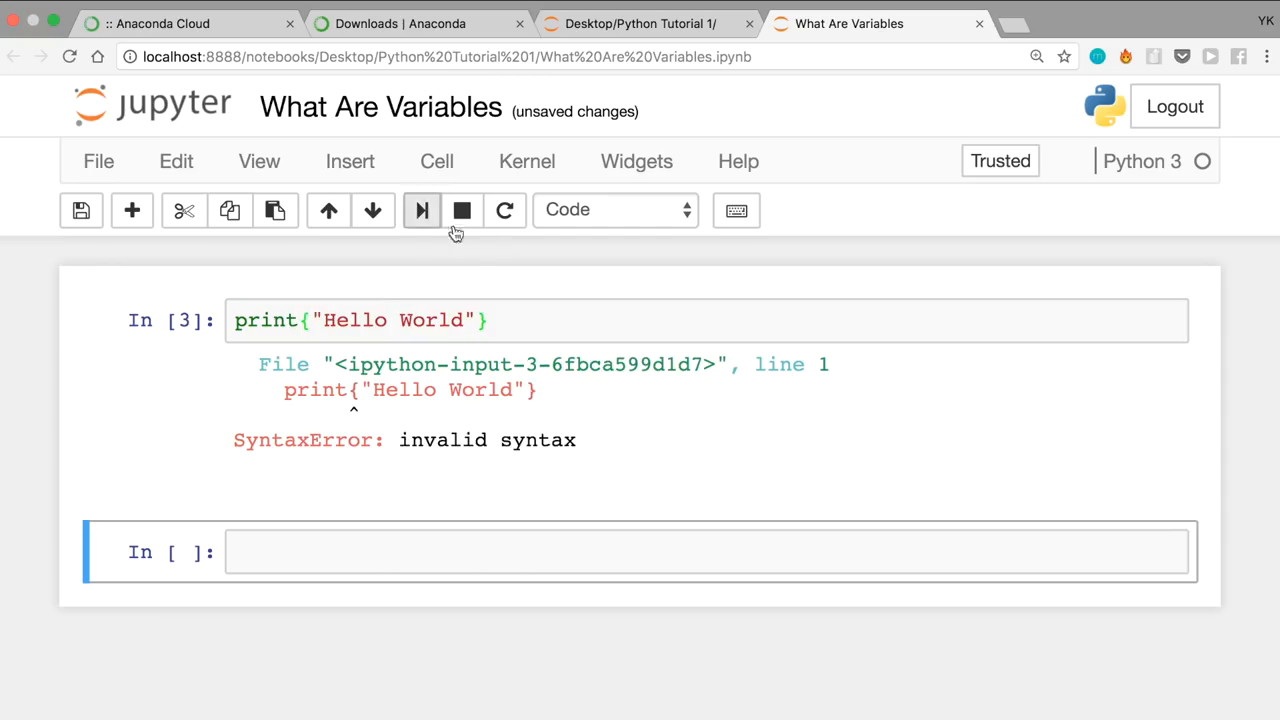 :: Anaconda Cloud
Downloads | Anaconda
Desktop/Python Tutorial 1/
What Are Variables
YK
localhost:8888/notebooks/Desktop/Python%20Tutorial%201/What%20Are%20Variables.ipynb
jupyter What Are Variables (unsaved changes)
Logout
File Edit View Insert Cell Kernel Widgets Help
Trusted
Python 3
Code
In [3]: print{"Hello World"}
File "<ipython-input-3-6fbca599d1d7>", line 1
print{"Hello World"}
^
SyntaxError: invalid syntax
In [ ]: